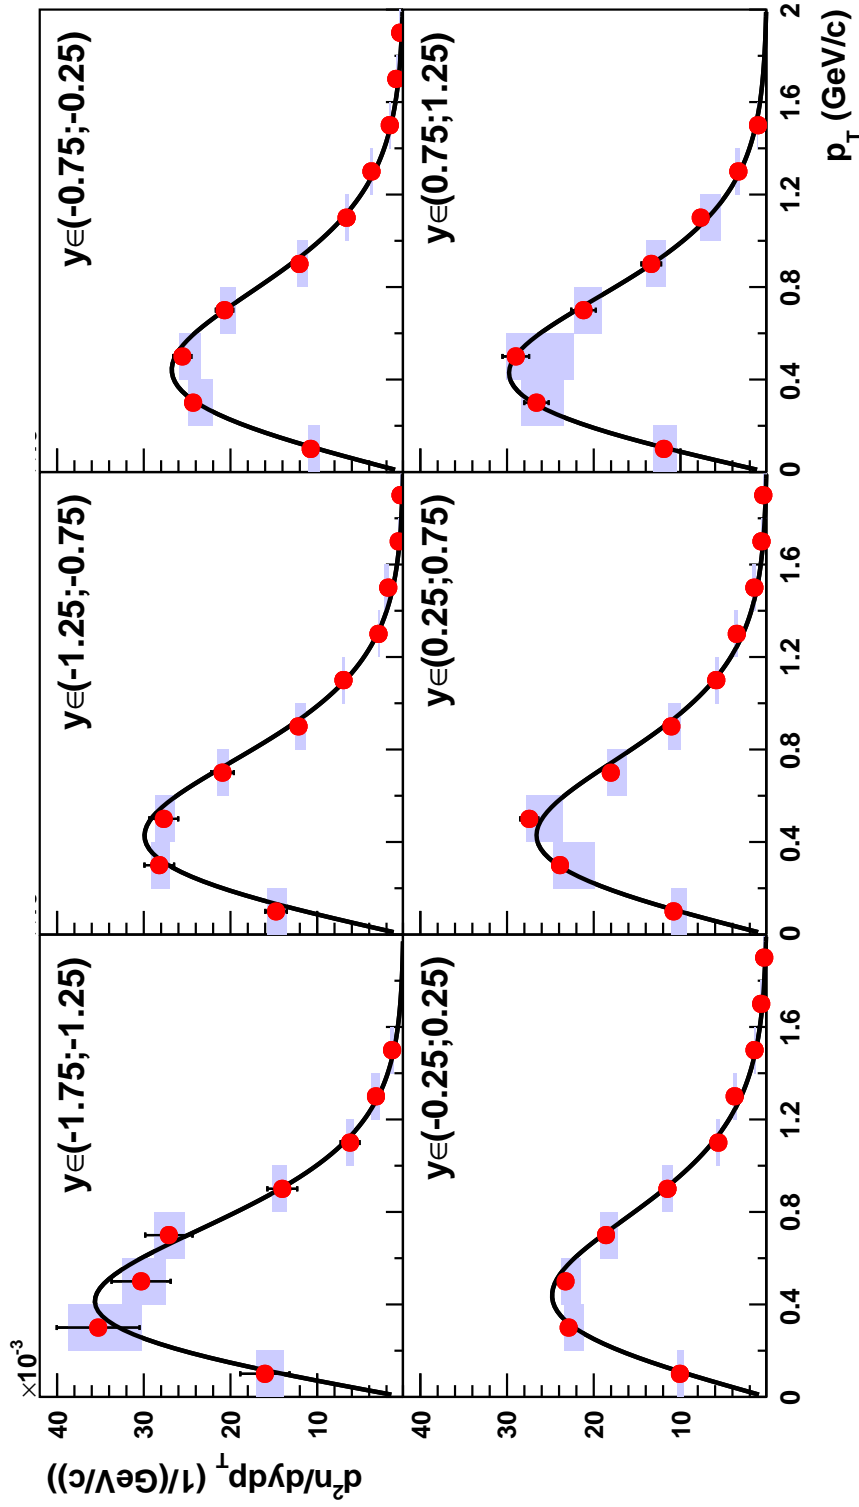 ×10⁻³
d²n/dydp_T (1/(GeV/c))
40
30
20
10
y∈(-1.75;-1.25)
y∈(-1.25;-0.75)
y∈(-0.75;-0.25)
40
30
20
10
y∈(-0.25;0.25)
y∈(0.25;0.75)
y∈(0.75;1.25)
0 0.4 0.8 1.2 1.6
0 0.4 0.8 1.2 1.6
0 0.4 0.8 1.2 1.6 2
p_T (GeV/c)